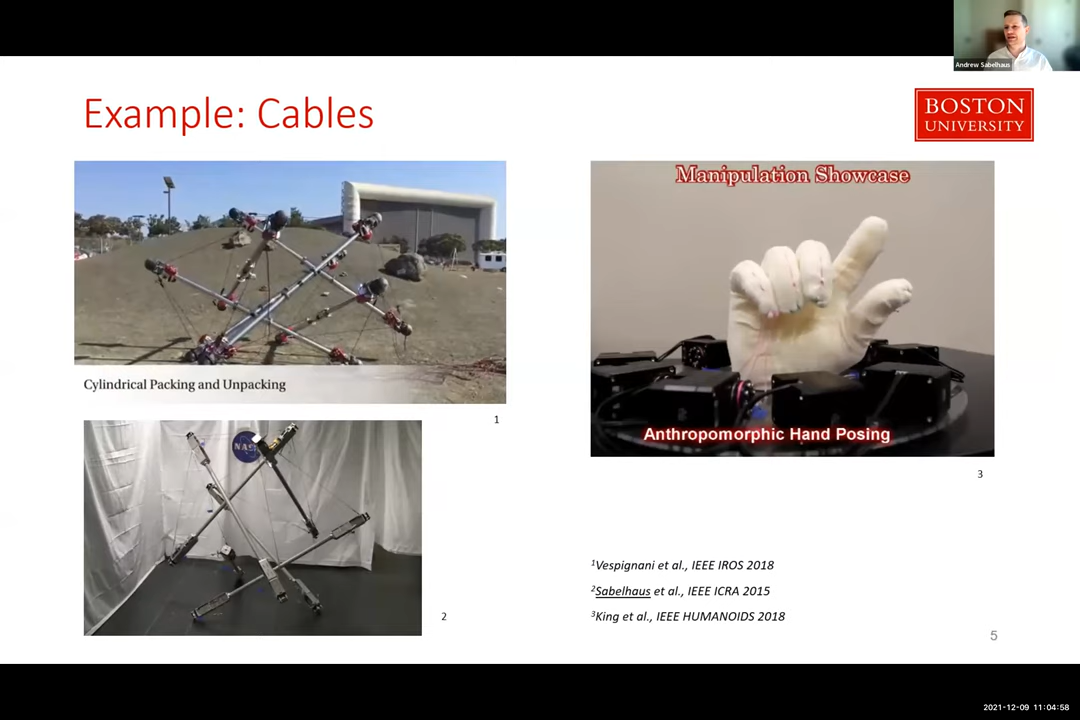 Andrew Sabelhaus
Example: Cables
BOSTON
UNIVERSITY
Manipulation Showcase
Cylindrical Packing and Unpacking
1
NASA
Anthropomorphic Hand Posing
3
2
¹Vespignani et al., IEEE IROS 2018
²Sabelhaus et al., IEEE ICRA 2015
³King et al., IEEE HUMANOIDS 2018
5
2021-12-09 11:04:58